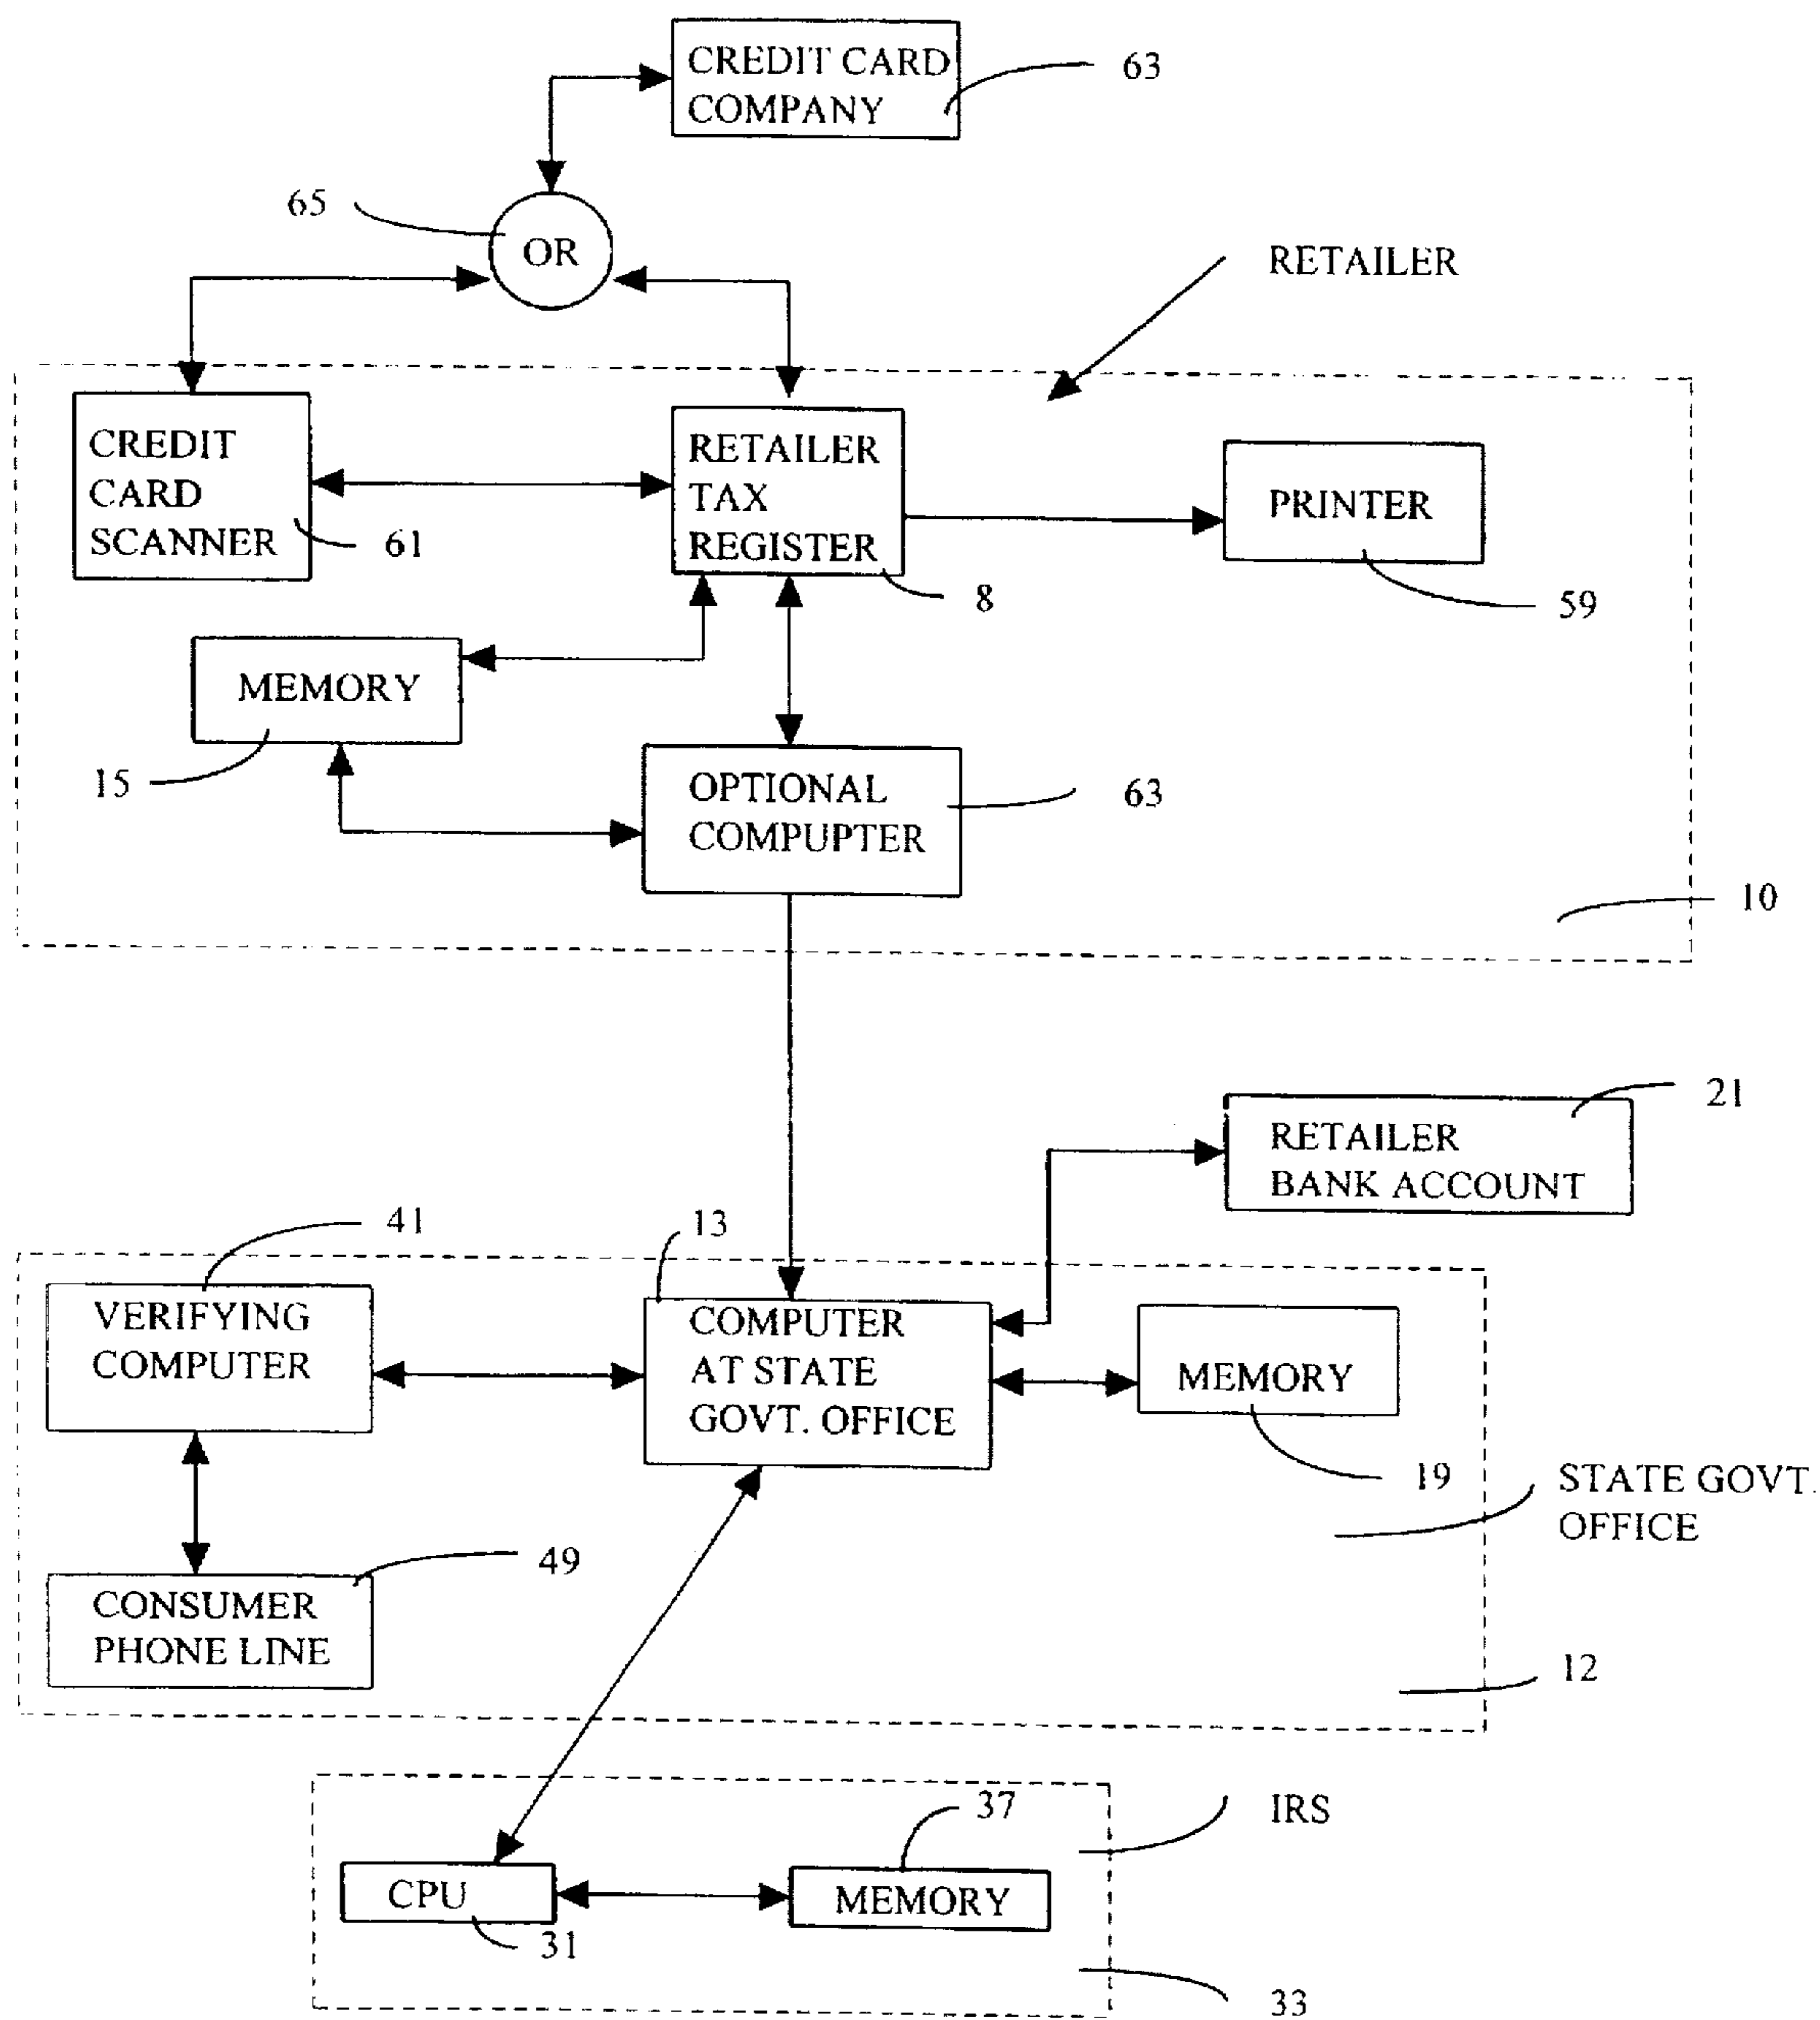 CREDIT CARD
COMPANY
63
65
OR
RETAILER
CREDIT
CARD
SCANNER
61
RETAILER
TAX
REGISTER
8
PRINTER
59
MEMORY
15
OPTIONAL
COMPUPTER
63
10
21
RETAILER
BANK ACCOUNT
41
13
VERIFYING
COMPUTER
COMPUTER
AT STATE
GOVT. OFFICE
MEMORY
19
STATE GOVT.
OFFICE
49
CONSUMER
PHONE LINE
12
37
IRS
CPU
31
MEMORY
33